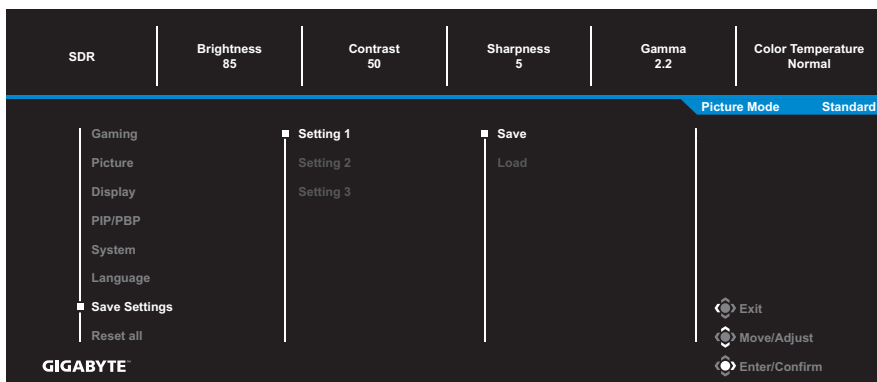 SDR
Brightness
85
Contrast
50
Sharpness
5
Gamma
2.2
Color Temperature
Normal
Picture Mode Standard
Gaming
Picture
Display
PIP/PBP
System
Language
Save Settings
Reset all
Setting 1
Setting 2
Setting 3
Save
Load
Exit
Move/Adjust
Enter/Confirm
GIGABYTE™